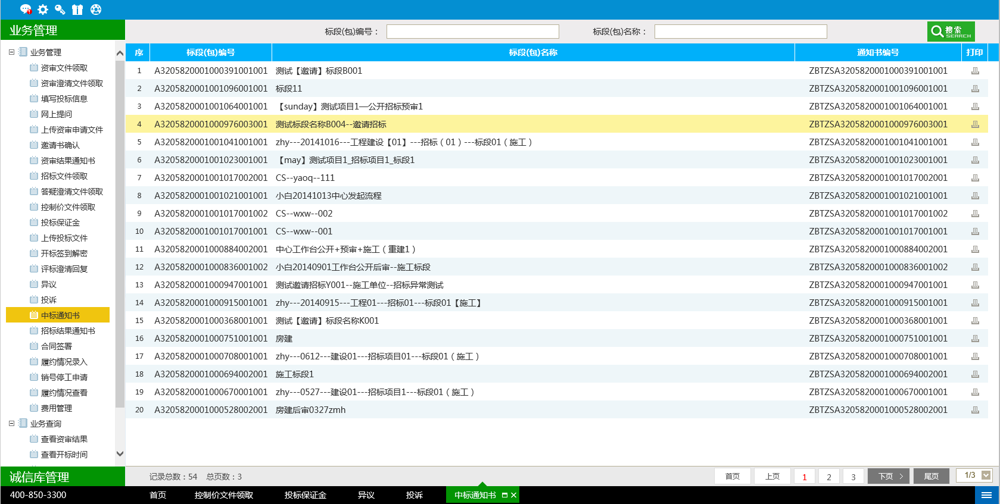 业务管理
标段(包)编号：
标段(包)名称：
搜索
SEARCH
业务管理
资审文件领取
资审澄清文件领取
填写投标信息
网上提问
上传资审申请文件
邀请书确认
资审结果通知书
招标文件领取
答疑澄清文件领取
控制价文件领取
投标保证金
上传投标文件
开标签到解密
评标澄清回复
异议
投诉
中标通知书
招标结果通知书
合同签署
履约情况录入
销号停工申请
履约情况查看
费用管理
业务查询
查看资审结果
查看开标时间
诚信库管理
序 标段(包)编号 标段(包)名称 通知书编号 打印
1 A3205820001000391001001 测试【邀请】标段B001 ZBTZSA3205820001000391001001
2 A3205820001001096001001 标段11 ZBTZSA3205820001001096001001
3 A3205820001001064001001 【sunday】测试项目1—公开招标预审1 ZBTZSA3205820001001064001001
4 A3205820001000976003001 测试标段名称B004--邀请招标 ZBTZSA3205820001000976003001
5 A3205820001001041001001 zhy---20141016---工程建设【01】---招标（01）---标段01（施工） ZBTZSA3205820001001041001001
6 A3205820001001023001001 【may】测试项目1_招标项目1_标段1 ZBTZSA3205820001001023001001
7 A3205820001001017002001 CS--yaoq--111 ZBTZSA3205820001001017002001
8 A3205820001001021001001 小白20141013中心发起流程 ZBTZSA3205820001001021001001
9 A3205820001001017001002 CS--wxw--002 ZBTZSA3205820001001017001002
10 A3205820001001017001001 CS--wxw--001 ZBTZSA3205820001001017001001
11 A3205820001000884002001 中心工作台公开+预审+施工（重建1） ZBTZSA3205820001000884002001
12 A3205820001000836001002 小白20140901工作台公开后审--施工标段 ZBTZSA3205820001000836001002
13 A3205820001000947001001 测试邀请招标Y001--施工单位--招标异常测试 ZBTZSA3205820001000947001001
14 A3205820001000915001001 zhy---20140915---工程01---招标01---标段01【施工】 ZBTZSA3205820001000915001001
15 A3205820001000368001001 测试【邀请】标段名称K001 ZBTZSA3205820001000368001001
16 A3205820001000751001001 房建 ZBTZSA3205820001000751001001
17 A3205820001000708001001 zhy---0612---建设01---招标项目01---标段01（施工） ZBTZSA3205820001000708001001
18 A3205820001000694002001 施工标段1 ZBTZSA3205820001000694002001
19 A3205820001000670001001 zhy---0527---建设01---招标项目1---标段01（施工） ZBTZSA3205820001000670001001
20 A3205820001000528002001 房建后审0327zmh ZBTZSA3205820001000528002001
记录总数：54 总页数：3
首页 上页 1 2 3 下页 尾页 1/3
400-850-3300 首页 控制价文件领取 投标保证金 异议 投诉 中标通知书